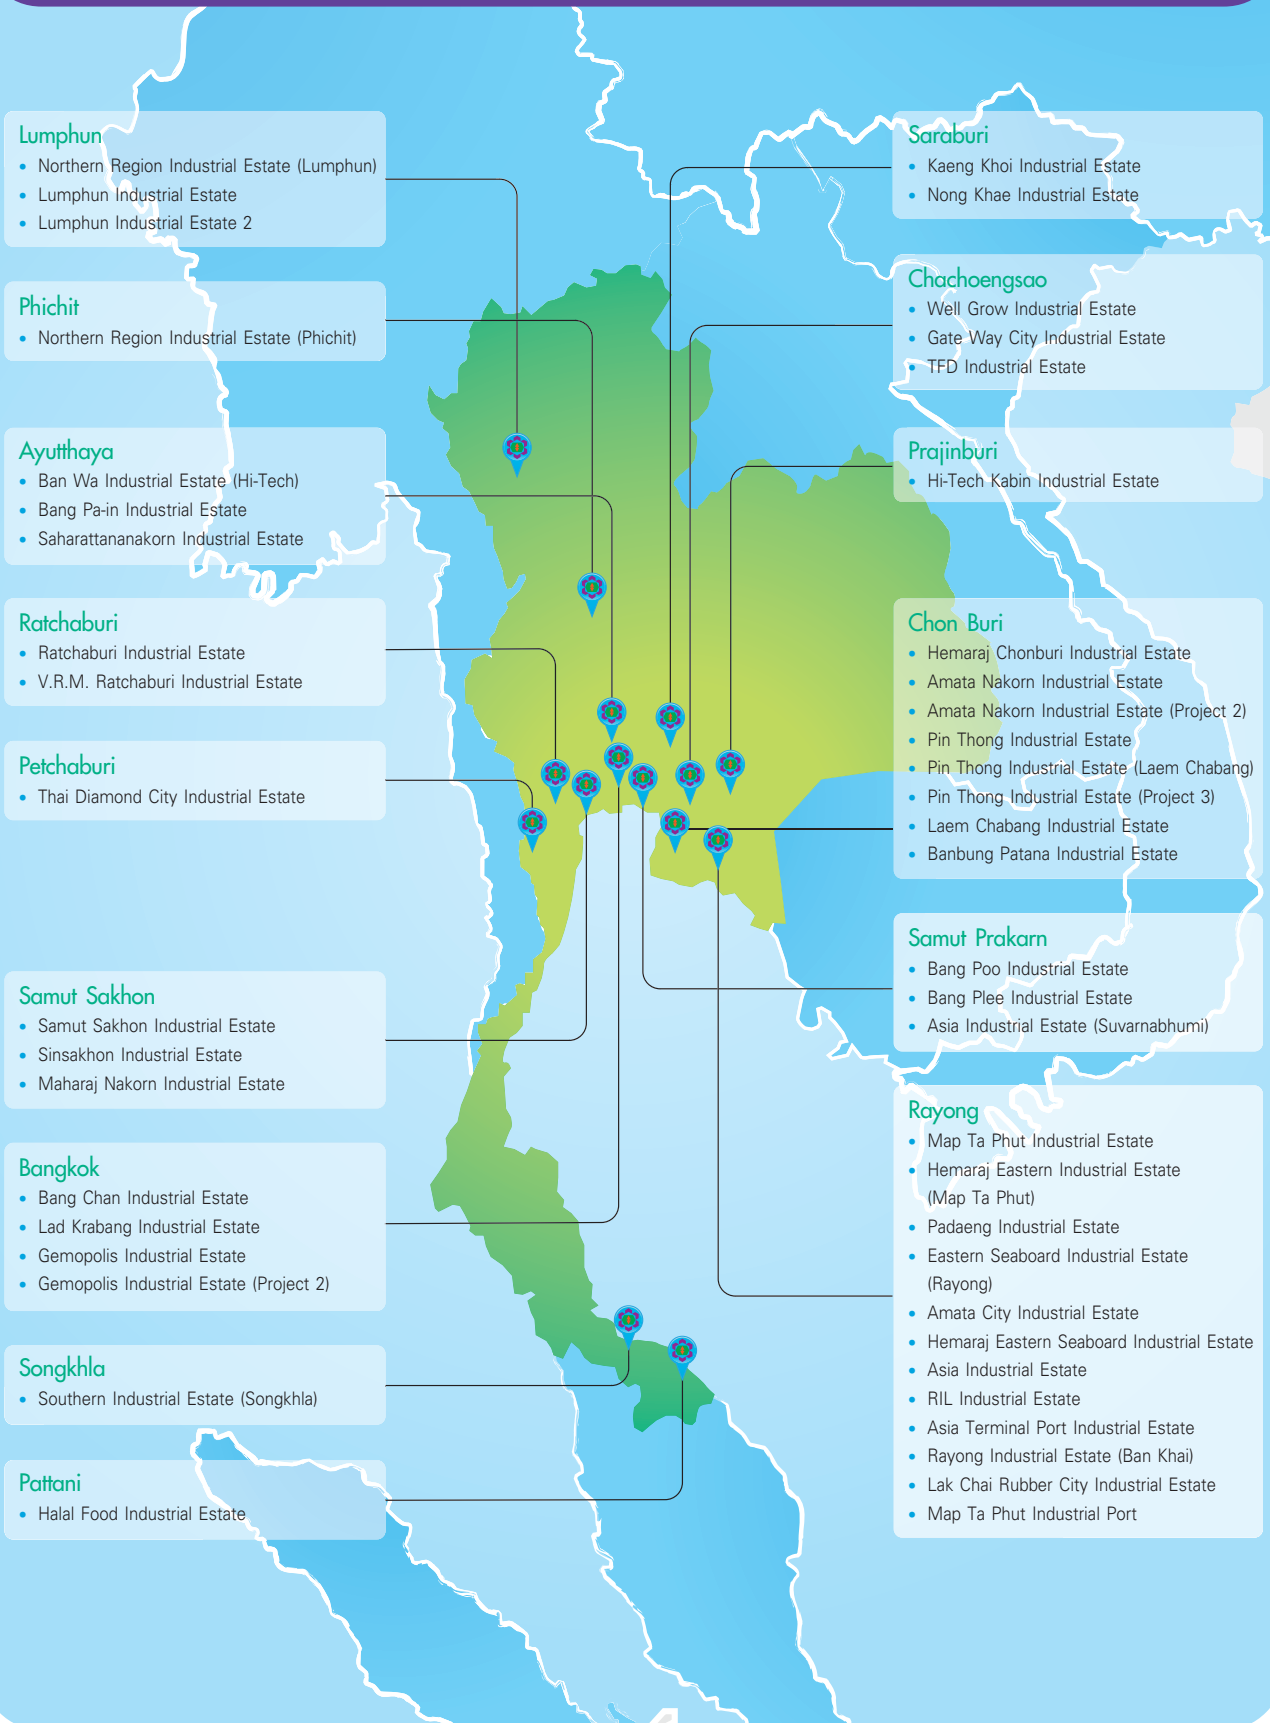 Lumphun
• Northern Region Industrial Estate (Lumphun)
• Lumphun Industrial Estate
• Lumphun Industrial Estate 2
Phichit
• Northern Region Industrial Estate (Phichit)
Ayutthaya
• Ban Wa Industrial Estate (Hi-Tech)
• Bang Pa-in Industrial Estate
• Saharattananakorn Industrial Estate
Ratchaburi
• Ratchaburi Industrial Estate
• V.R.M. Ratchaburi Industrial Estate
Petchaburi
• Thai Diamond City Industrial Estate
Samut Sakhon
• Samut Sakhon Industrial Estate
• Sinsakhon Industrial Estate
• Maharaj Nakorn Industrial Estate
Bangkok
• Bang Chan Industrial Estate
• Lad Krabang Industrial Estate
• Gemopolis Industrial Estate
• Gemopolis Industrial Estate (Project 2)
Songkhla
• Southern Industrial Estate (Songkhla)
Pattani
• Halal Food Industrial Estate
Saraburi
• Kaeng Khoi Industrial Estate
• Nong Khae Industrial Estate
Chachoengsao
• Well Grow Industrial Estate
• Gate Way City Industrial Estate
• TFD Industrial Estate
Prajinburi
• Hi-Tech Kabin Industrial Estate
Chon Buri
• Hemaraj Chonburi Industrial Estate
• Amata Nakorn Industrial Estate
• Amata Nakorn Industrial Estate (Project 2)
• Pin Thong Industrial Estate
• Pin Thong Industrial Estate (Laem Chabang)
• Pin Thong Industrial Estate (Project 3)
• Laem Chabang Industrial Estate
• Banbung Patana Industrial Estate
Samut Prakarn
• Bang Poo Industrial Estate
• Bang Plee Industrial Estate
• Asia Industrial Estate (Suvarnabhumi)
Rayong
• Map Ta Phut Industrial Estate
• Hemaraj Eastern Industrial Estate
(Map Ta Phut)
• Padaeng Industrial Estate
• Eastern Seaboard Industrial Estate
(Rayong)
• Amata City Industrial Estate
• Hemaraj Eastern Seaboard Industrial Estate
• Asia Industrial Estate
• RIL Industrial Estate
• Asia Terminal Port Industrial Estate
• Rayong Industrial Estate (Ban Khai)
• Lak Chai Rubber City Industrial Estate
• Map Ta Phut Industrial Port